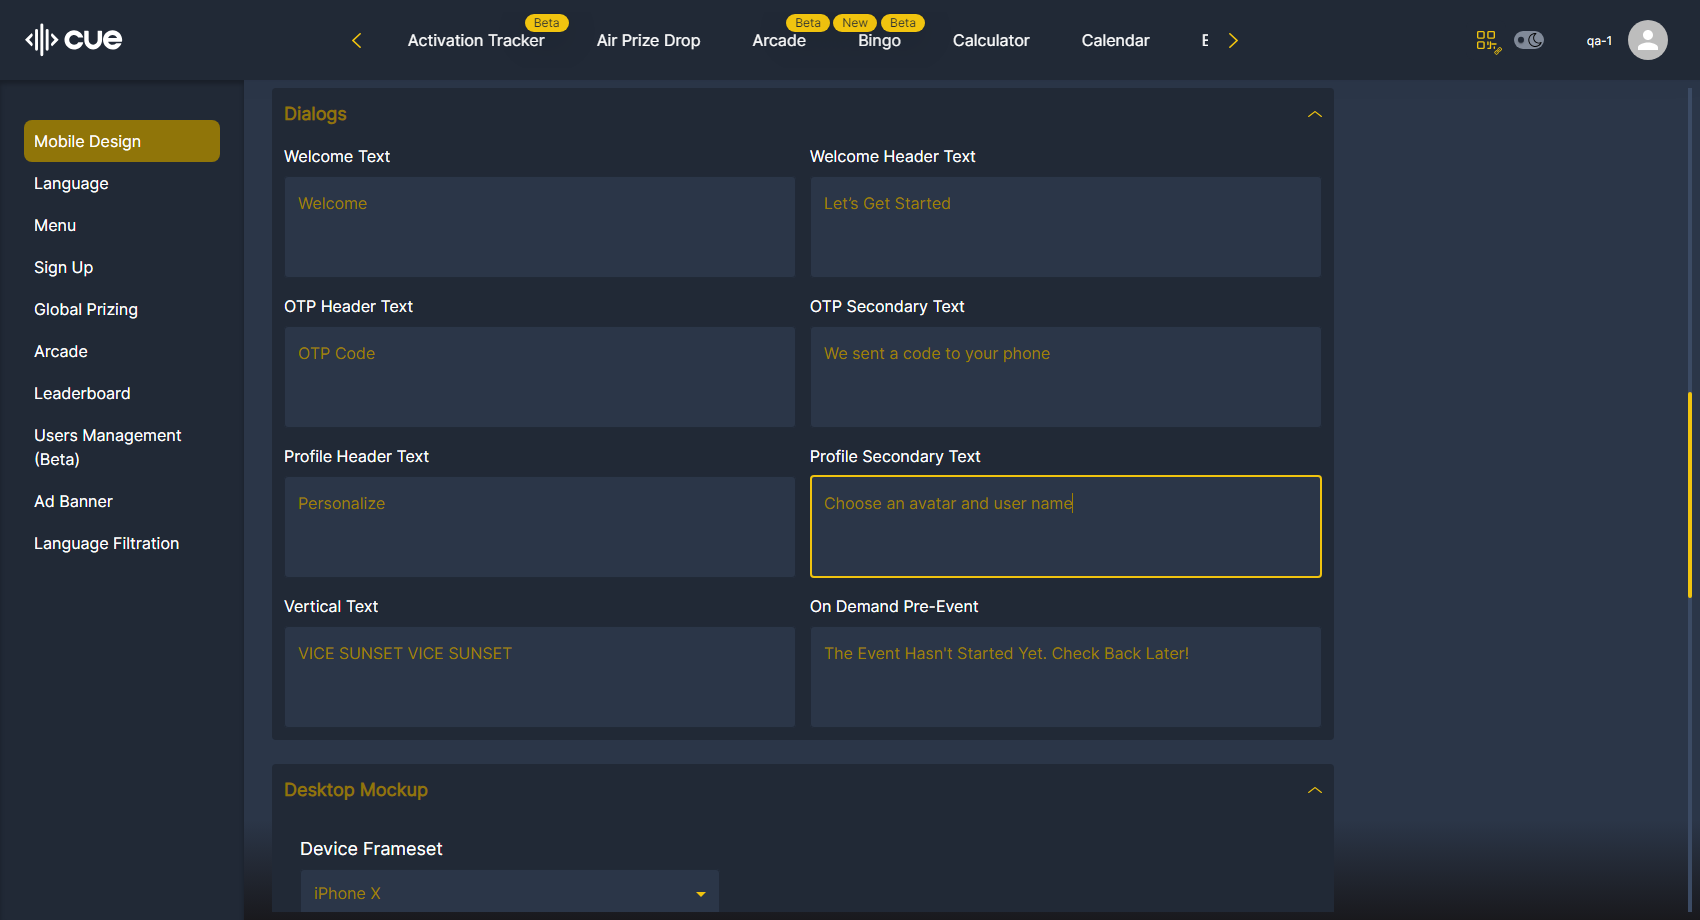 cue
Beta
Activation Tracker
Air Prize Drop
Beta
Arcade
New
Beta
Bingo
Calculator
Calendar
qa-1
Mobile Design
Language
Menu
Sign Up
Global Prizing
Arcade
Leaderboard
Users Management
(Beta)
Ad Banner
Language Filtration
Dialogs
Welcome Text
Welcome Header Text
Welcome
Let’s Get Started
OTP Header Text
OTP Secondary Text
OTP Code
We sent a code to your phone
Profile Header Text
Profile Secondary Text
Personalize
Choose an avatar and user name
Vertical Text
On Demand Pre-Event
VICE SUNSET VICE SUNSET
The Event Hasn't Started Yet. Check Back Later!
Desktop Mockup
Device Frameset
iPhone X